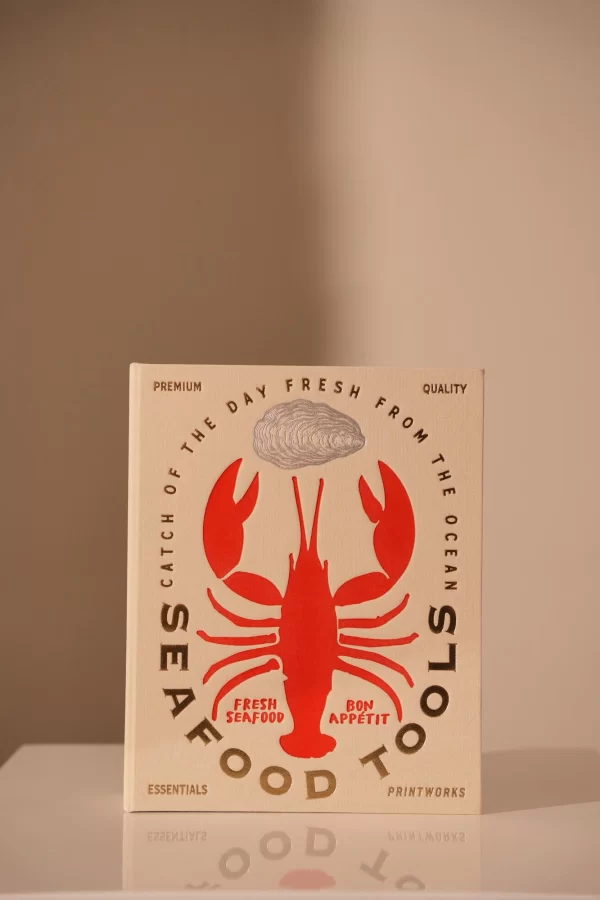 PREMIUM
QUALITY
CATCH OF THE DAY FRESH FROM THE OCEAN
FRESH
SEAFOOD
BON
APPÉTIT
SEAFOOD TOOLS
ESSENTIALS
PRINTWORKS